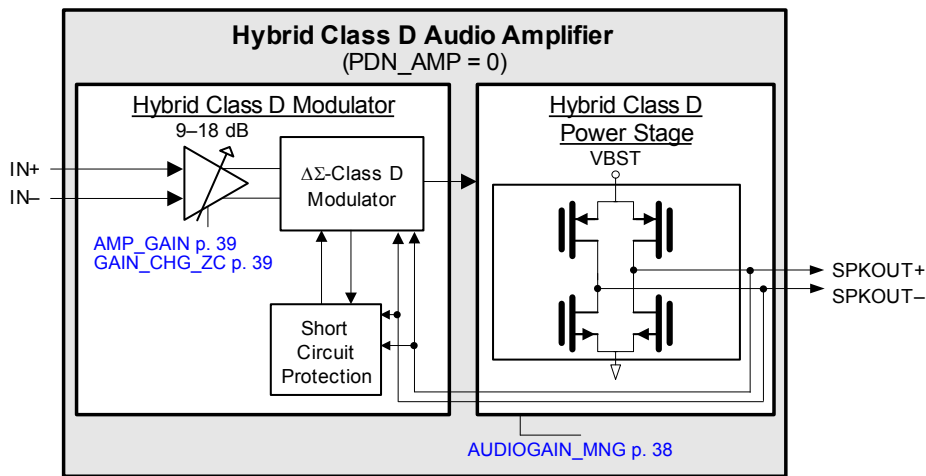 Hybrid Class D Audio Amplifier
(PDN_AMP = 0)
Hybrid Class D Modulator
9–18 dB
IN+
IN–
ΔΣ-Class D
Modulator
AMP_GAIN p. 39
GAIN_CHG_ZC p. 39
Short
Circuit
Protection
Hybrid Class D
Power Stage
VBST
SPKOUT+
SPKOUT–
AUDIOGAIN_MNG p. 38